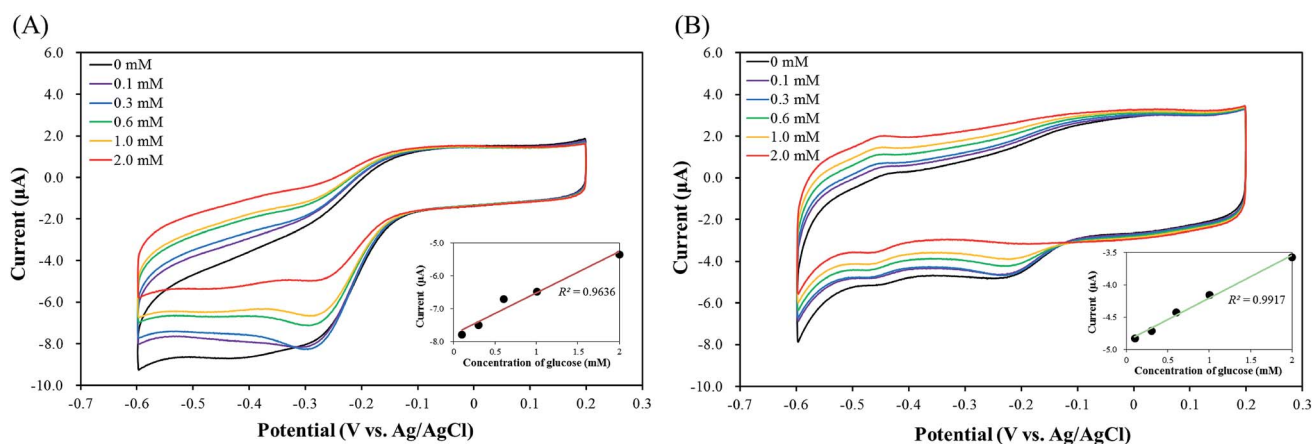 (A)
6.0
4.0
2.0
0.0
-2.0
-4.0
-6.0
-8.0
-10.0
Current (μA)
0 mM
0.1 mM
0.3 mM
0.6 mM
1.0 mM
2.0 mM
-5.0
-6.0
-7.0
-8.0
Current (μA)
R² = 0.9636
0 0.5 1 2
Concentration of glucose (mM)
-0.7 -0.6 -0.5 -0.4 -0.3 -0.2 -0.1 0 0.1 0.2 0.3
Potential (V vs. Ag/AgCl)
(B)
6.0
4.0
2.0
0.0
-2.0
-4.0
-6.0
-8.0
-10.0
Current (μA)
0 mM
0.1 mM
0.3 mM
0.6 mM
1.0 mM
2.0 mM
-3.5
-4.0
-4.5
-5.0
Current (μA)
R² = 0.9917
0 0.5 1 2
Concentration of glucose (mM)
-0.7 -0.6 -0.5 -0.4 -0.3 -0.2 -0.1 0 0.1 0.2 0.3
Potential (V vs. Ag/AgCl)